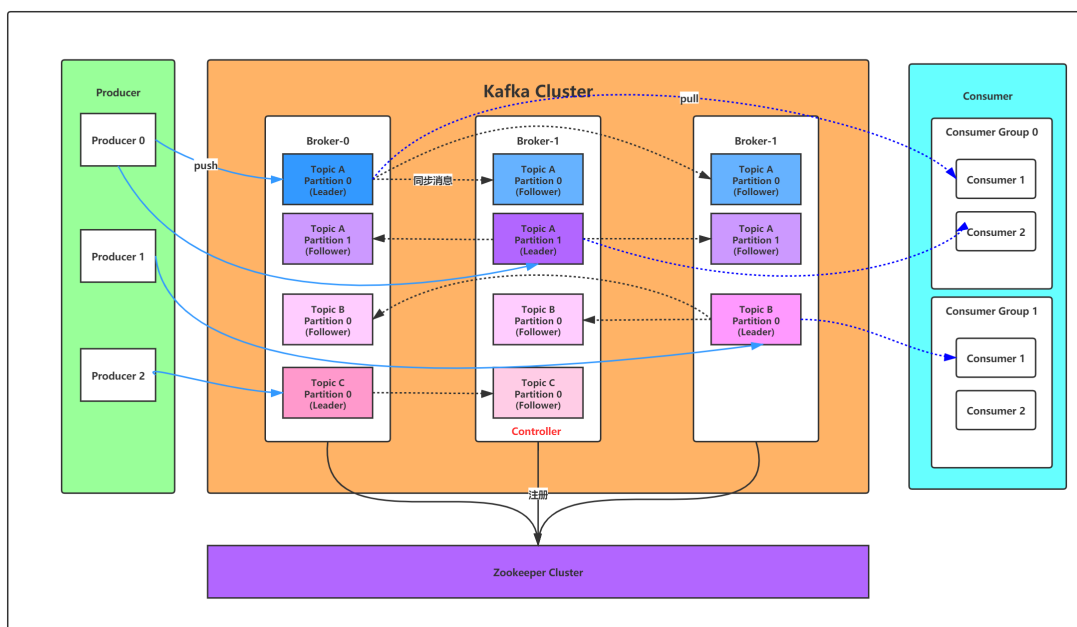 Producer
Producer 0
Producer 1
Producer 2
push
Kafka Cluster
pull
Broker-0
Topic A
Partition 0
(Leader)
Topic A
Partition 1
(Follower)
Topic B
Partition 0
(Follower)
Topic C
Partition 0
(Leader)
同步消息
Broker-1
Topic A
Partition 0
(Follower)
Topic A
Partition 1
(Leader)
Topic B
Partition 0
(Follower)
Topic C
Partition 0
(Follower)
Controller
Broker-1
Topic A
Partition 0
(Follower)
Topic A
Partition 1
(Follower)
Topic B
Partition 0
(Leader)
Consumer
Consumer Group 0
Consumer 1
Consumer 2
Consumer Group 1
Consumer 1
Consumer 2
注册
Zookeeper Cluster